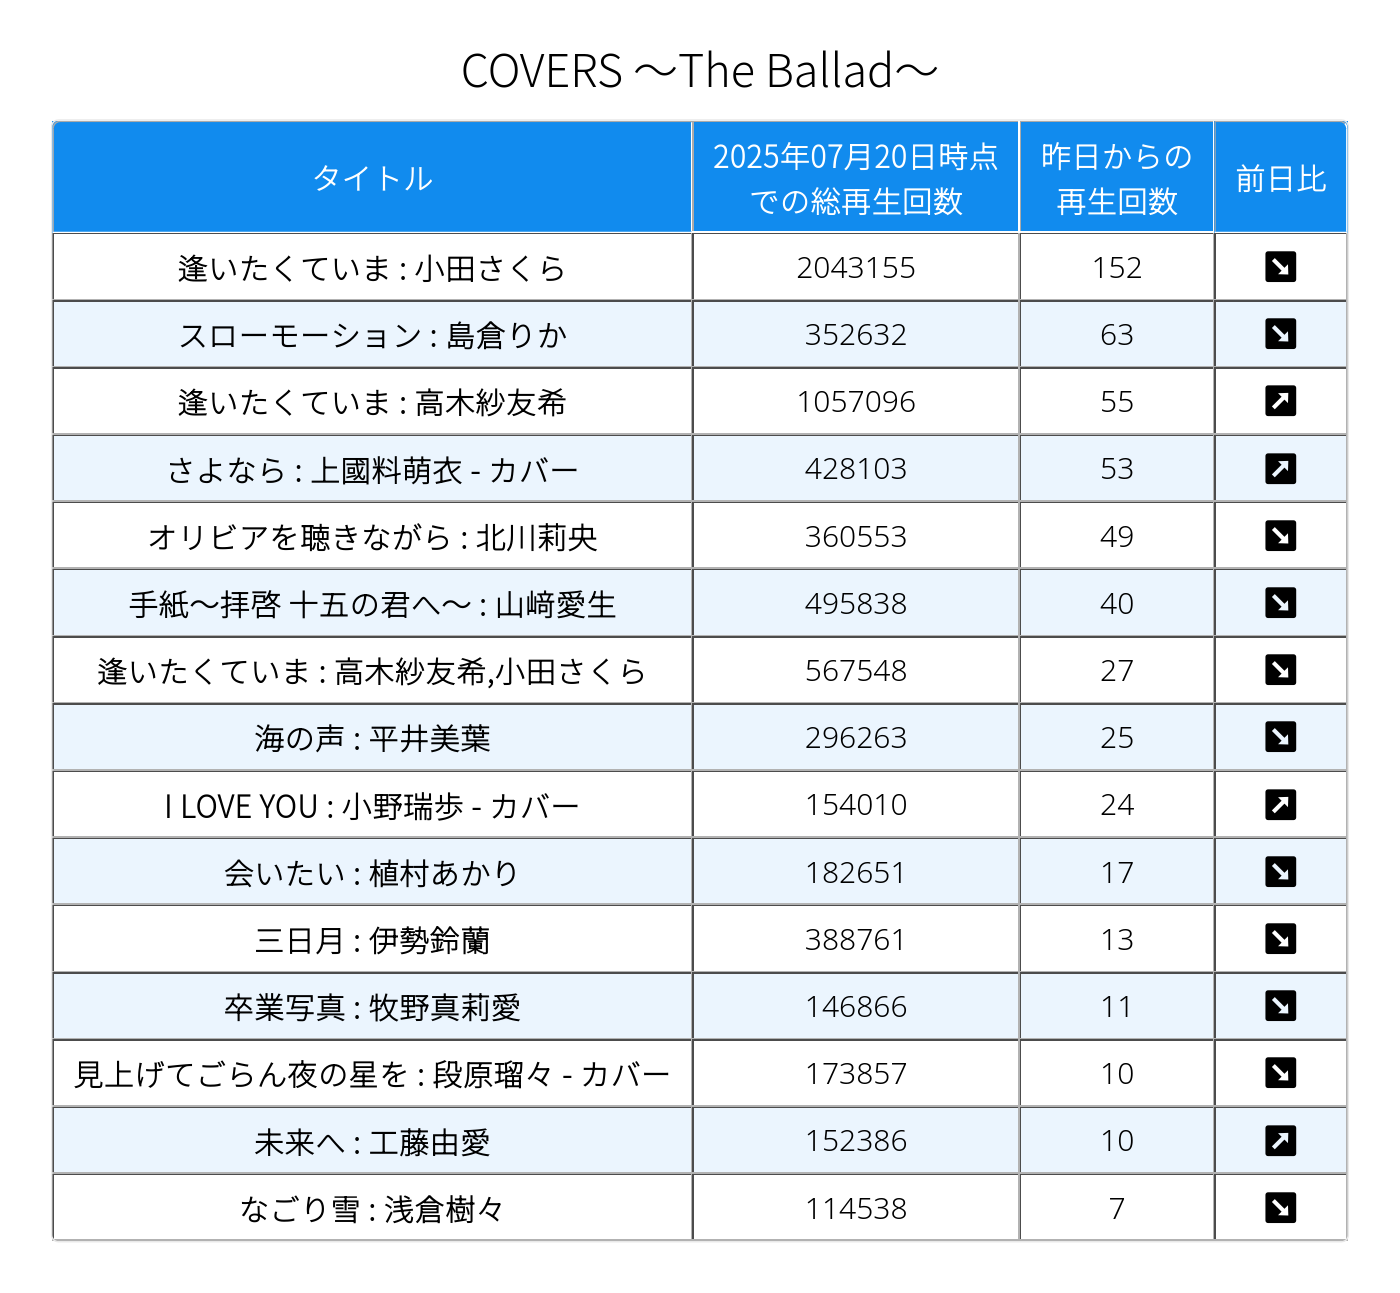 COVERS ～The Ballad～
タイトル 2025年07月20日時点での総再生回数 昨日からの再生回数 前日比
逢いたくていま : 小田さくら 2043155 152 ↘
スローモーション : 島倉りか 352632 63 ↘
逢いたくていま : 高木紗友希 1057096 55 ↗
さよなら : 上國料萌衣 - カバー 428103 53 ↗
オリビアを聴きながら : 北川莉央 360553 49 ↘
手紙～拝啓 十五の君へ～ : 山﨑愛生 495838 40 ↘
逢いたくていま : 高木紗友希,小田さくら 567548 27 ↘
海の声 : 平井美葉 296263 25 ↘
I LOVE YOU : 小野瑞歩 - カバー 154010 24 ↗
会いたい : 植村あかり 182651 17 ↘
三日月 : 伊勢鈴蘭 388761 13 ↘
卒業写真 : 牧野真莉愛 146866 11 ↘
見上げてごらん夜の星を : 段原瑠々 - カバー 173857 10 ↘
未来へ : 工藤由愛 152386 10 ↗
なごり雪 : 浅倉樹々 114538 7 ↘